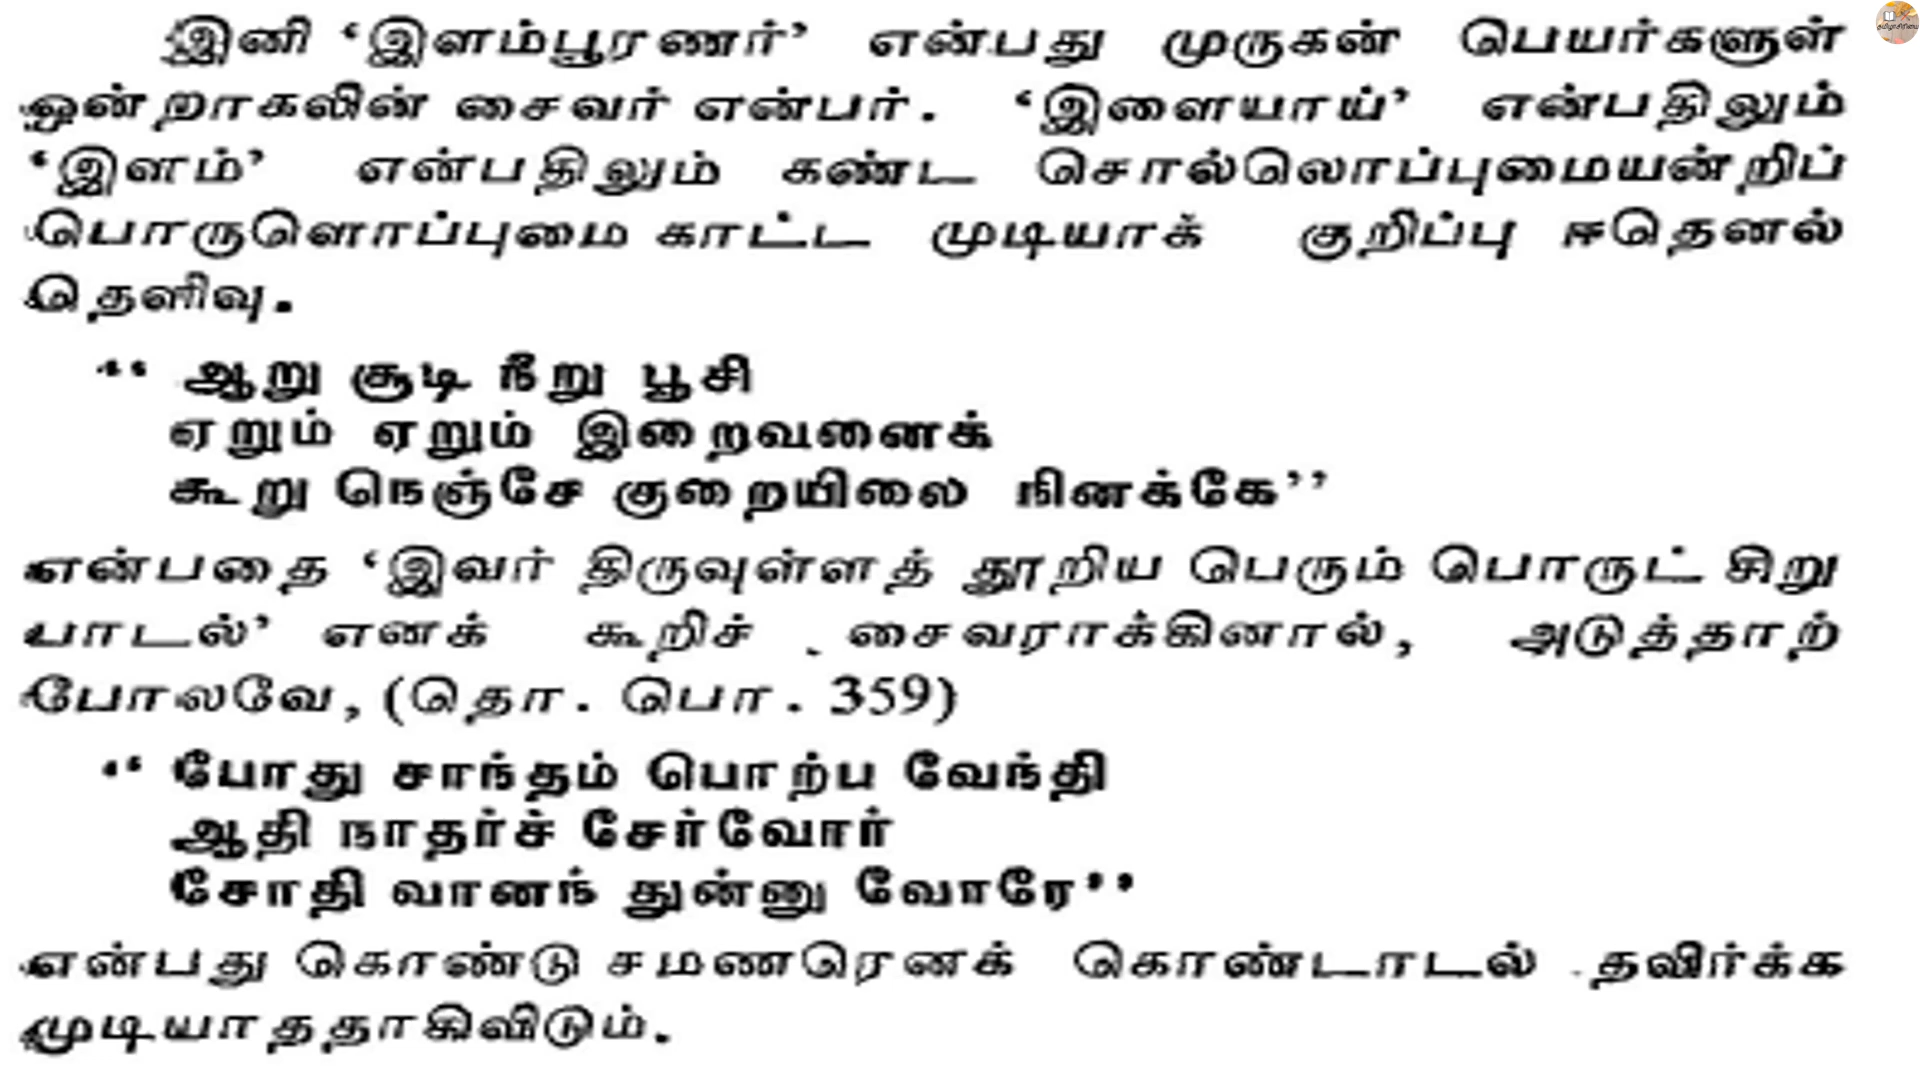 இனி ‘இளம்பூரணர்’ என்பது முருகன் பெயர்களுள்
ஒன்றாகலின் சைவர் என்பர். ‘இளையாய்’ என்பதிலும்
‘இளம்’ என்பதிலும் கண்ட சொல்லொப்புமையன்றிப்
பொருளொப்புமை காட்ட முடியாக் குறிப்பு ஈதெனல்
தெளிவு.
“ ஆறு சூடி நீறு பூசி
ஏறும் ஏறும் இறைவனைக்
கூறு நெஞ்சே குறையிலை நினக்கே”
என்பதை ‘இவர் திருவுள்ளத் தூறிய பெரும் பொருட் சிறு
பாடல்’ எனக் கூறிச் சைவராக்கினால், அடுத்தாற்
போலவே, (தொ. பொ. 359)
“ போது சாந்தம் பொற்ப வேந்தி
ஆதி நாதர்ச் சேர்வோர்
சோதி வானந் துன்னு வோரே”
என்பது கொண்டு சமணரெனக் கொண்டாடல் தவிர்க்க
முடியாததாகிவிடும்.